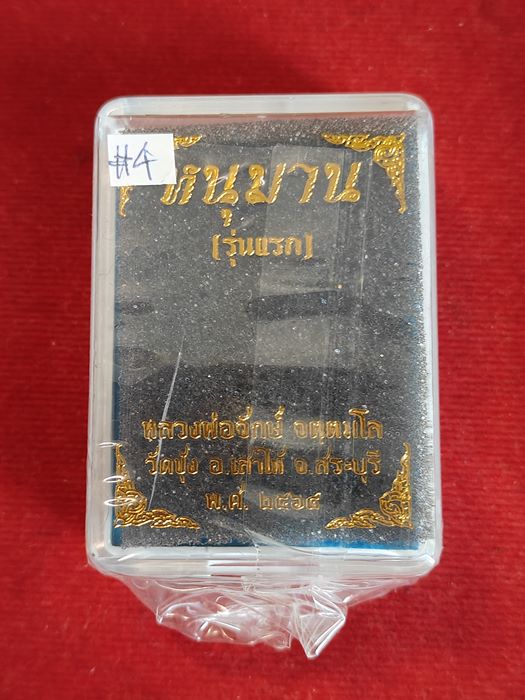 #4
หนุมาน
(รุ่นแรก)
หลวงพ่อจักษ์ จตตมโล
วัดชุ้ง อ.เสาไห้ จ.สระบุรี
พ.ศ. ๒๕๖๔